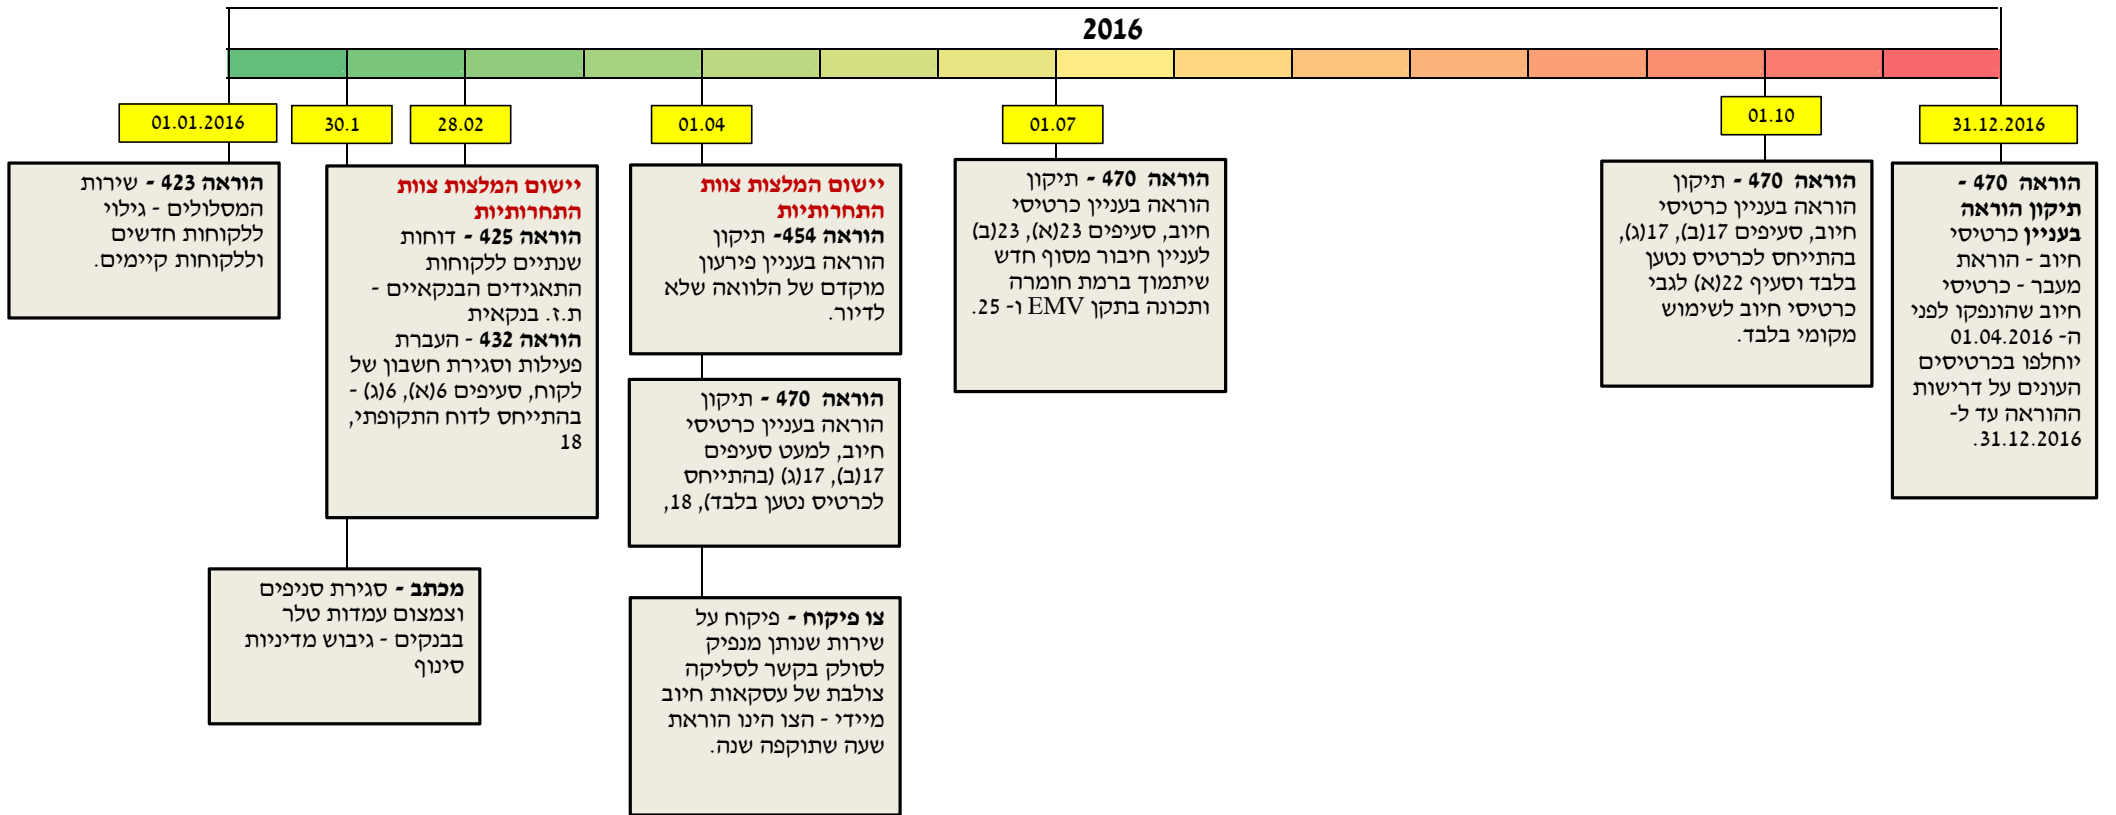 2016
01.01.2016
30.1
28.02
01.04
01.07
01.10
31.12.2016
הוראה 423 - שירות
המסלולים - גילוי
ללקוחות חדשים
וללקוחות קיימים.
יישום המלצות צוות
התחרותיות
הוראה 425 - דוחות
שנתיים ללקוחות
התאגידים הבנקאיים -
ת.ז. בנקאית
הוראה 432 - העברת
פעילות וסגירת חשבון של
לקוח, סעיפים 6(א), 6(ג) -
בהתייחס לדוח התקופתי,
18
מכתב - סגירת סניפים
וצמצום עמדות טלר
בבנקים - גיבוש מדיניות
סינוף
יישום המלצות צוות
התחרותיות
הוראה 454- תיקון
הוראה בעניין פירעון
מוקדם של הלוואה שלא
לדיור.
הוראה 470 - תיקון
הוראה בעניין כרטיסי
חיוב, למעט סעיפים
17(ב), 17(ג) (בהתייחס
לכרטיס נטען בלבד), 18,
צו פיקוח - פיקוח על
שירות שנותן מנפיק
לסולק בקשר לסליקה
צולבת של עסקאות חיוב
מיידי - הצו הינו הוראת
שעה שתוקפה שנה.
הוראה 470 - תיקון
הוראה בעניין כרטיסי
חיוב, סעיפים 23(א), 23(ב)
לעניין חיבור מסוף חדש
שיתמוך ברמת חומרה
ותכונה בתקן EMV ו- 25.
הוראה 470 - תיקון
הוראה בעניין כרטיסי
חיוב, סעיפים 17(ב), 17(ג),
בהתייחס לכרטיס נטען
בלבד וסעיף 22(א) לגבי
כרטיסי חיוב לשימוש
מקומי בלבד.
הוראה 470 -
תיקון הוראה
בעניין כרטיסי
חיוב - הוראת
מעבר - כרטיסי
חיוב שהונפקו לפני
ה- 01.04.2016
יוחלפו בכרטיסים
העונים על דרישות
ההוראה עד ל-
31.12.2016.